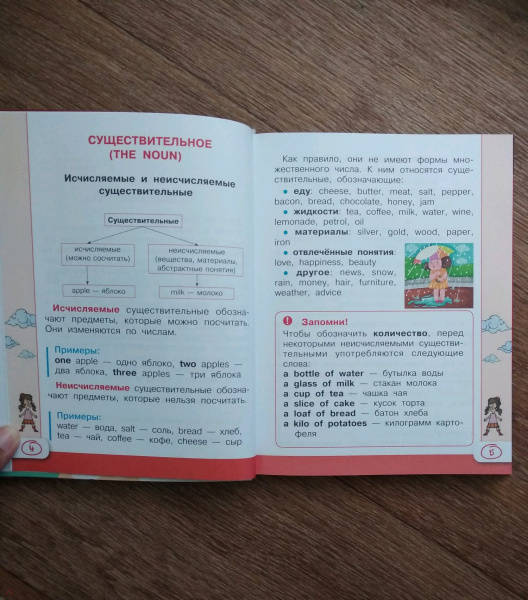 СУЩЕСТВИТЕЛЬНОЕ
(THE NOUN)
Исчисляемые и неисчисляемые
существительные
Существительные
исчисляемые
(можно сосчитать)
неисчисляемые
(вещества, материалы,
абстрактные понятия)
apple — яблоко
milk — молоко
Исчисляемые существительные обозна-
чают предметы, которые можно посчитать.
Они изменяются по числам.
Примеры:
one apple — одно яблоко, two apples —
два яблока, three apples — три яблока
Неисчисляемые существительные обозна-
чают предметы, которые нельзя посчитать.
Примеры:
water — вода, salt — соль, bread — хлеб,
tea — чай, coffee — кофе, cheese — сыр
4
Как правило, они не имеют формы мно-
жественного числа. К ним относятся суще-
ствительные, обозначающие:
• еду: cheese, butter, meat, salt, pepper,
bacon, bread, chocolate, honey, jam
• жидкости: tea, coffee, milk, water, wine,
lemonade, petrol, oil
• материалы: silver, gold, wood, paper,
iron
• отвлечённые понятия:
love, happiness, beauty
• другое: news, snow,
rain, money, hair, furniture,
weather, advice
! Запомни!
Чтобы обозначить количество, перед
некоторыми неисчисляемыми существи-
тельными употребляются следующие
слова:
a bottle of water — бутылка воды
a glass of milk — стакан молока
a cup of tea — чашка чая
a slice of cake — кусок торта
a loaf of bread — батон хлеба
a kilo of potatoes — килограмм карто-
феля
5